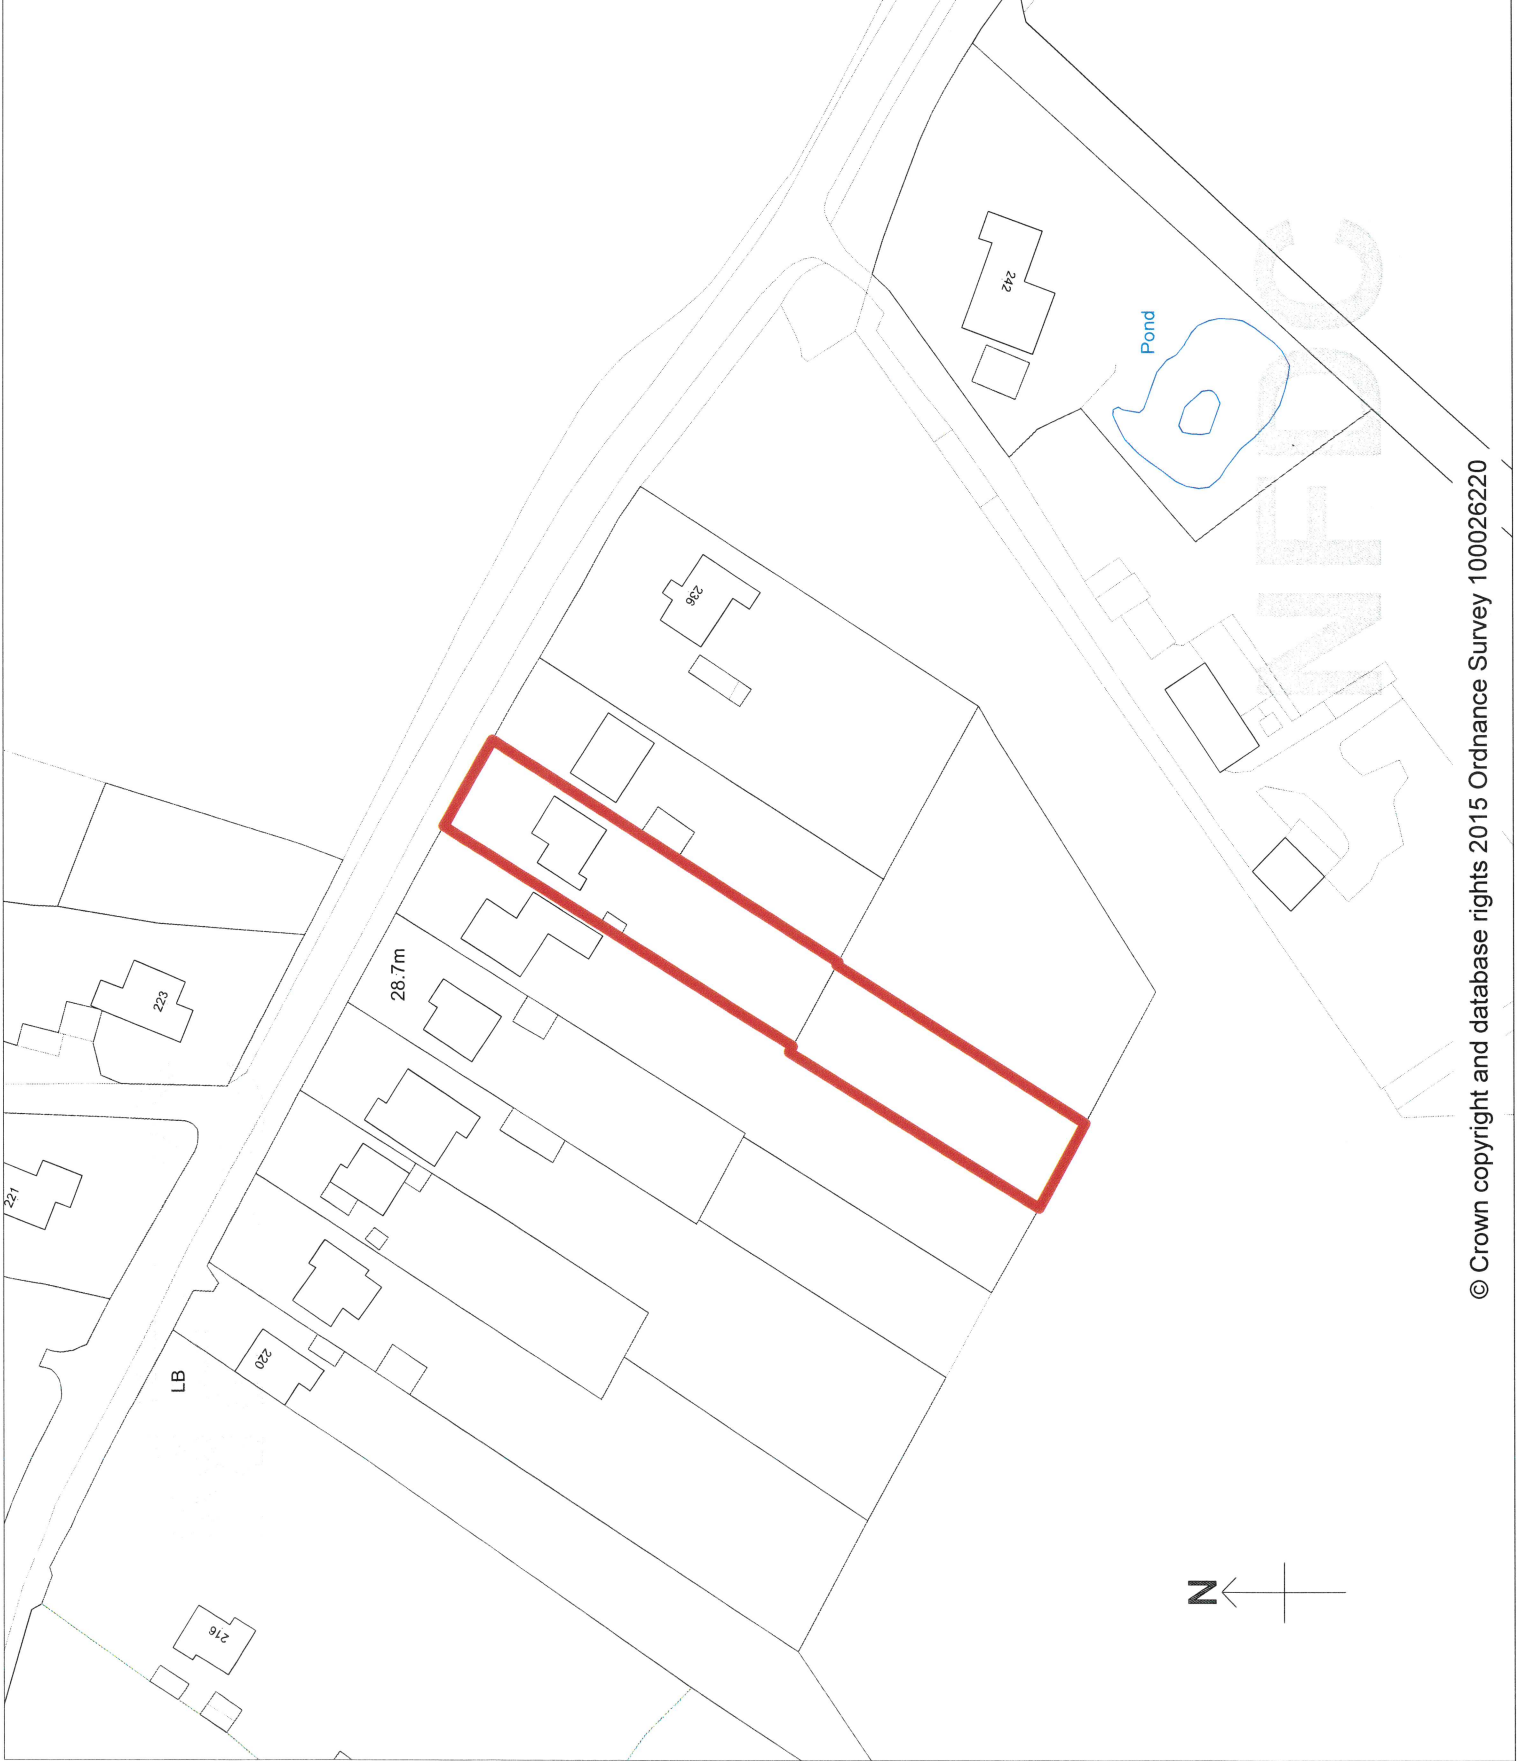 221
223
LB
220
216
28.7m
236
242
Pond
NFDC
N
© Crown copyright and database rights 2015 Ordnance Survey 100026220